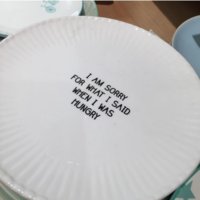 I AM SORRY
FOR WHAT I SAID
WHEN I WAS
HUNGRY